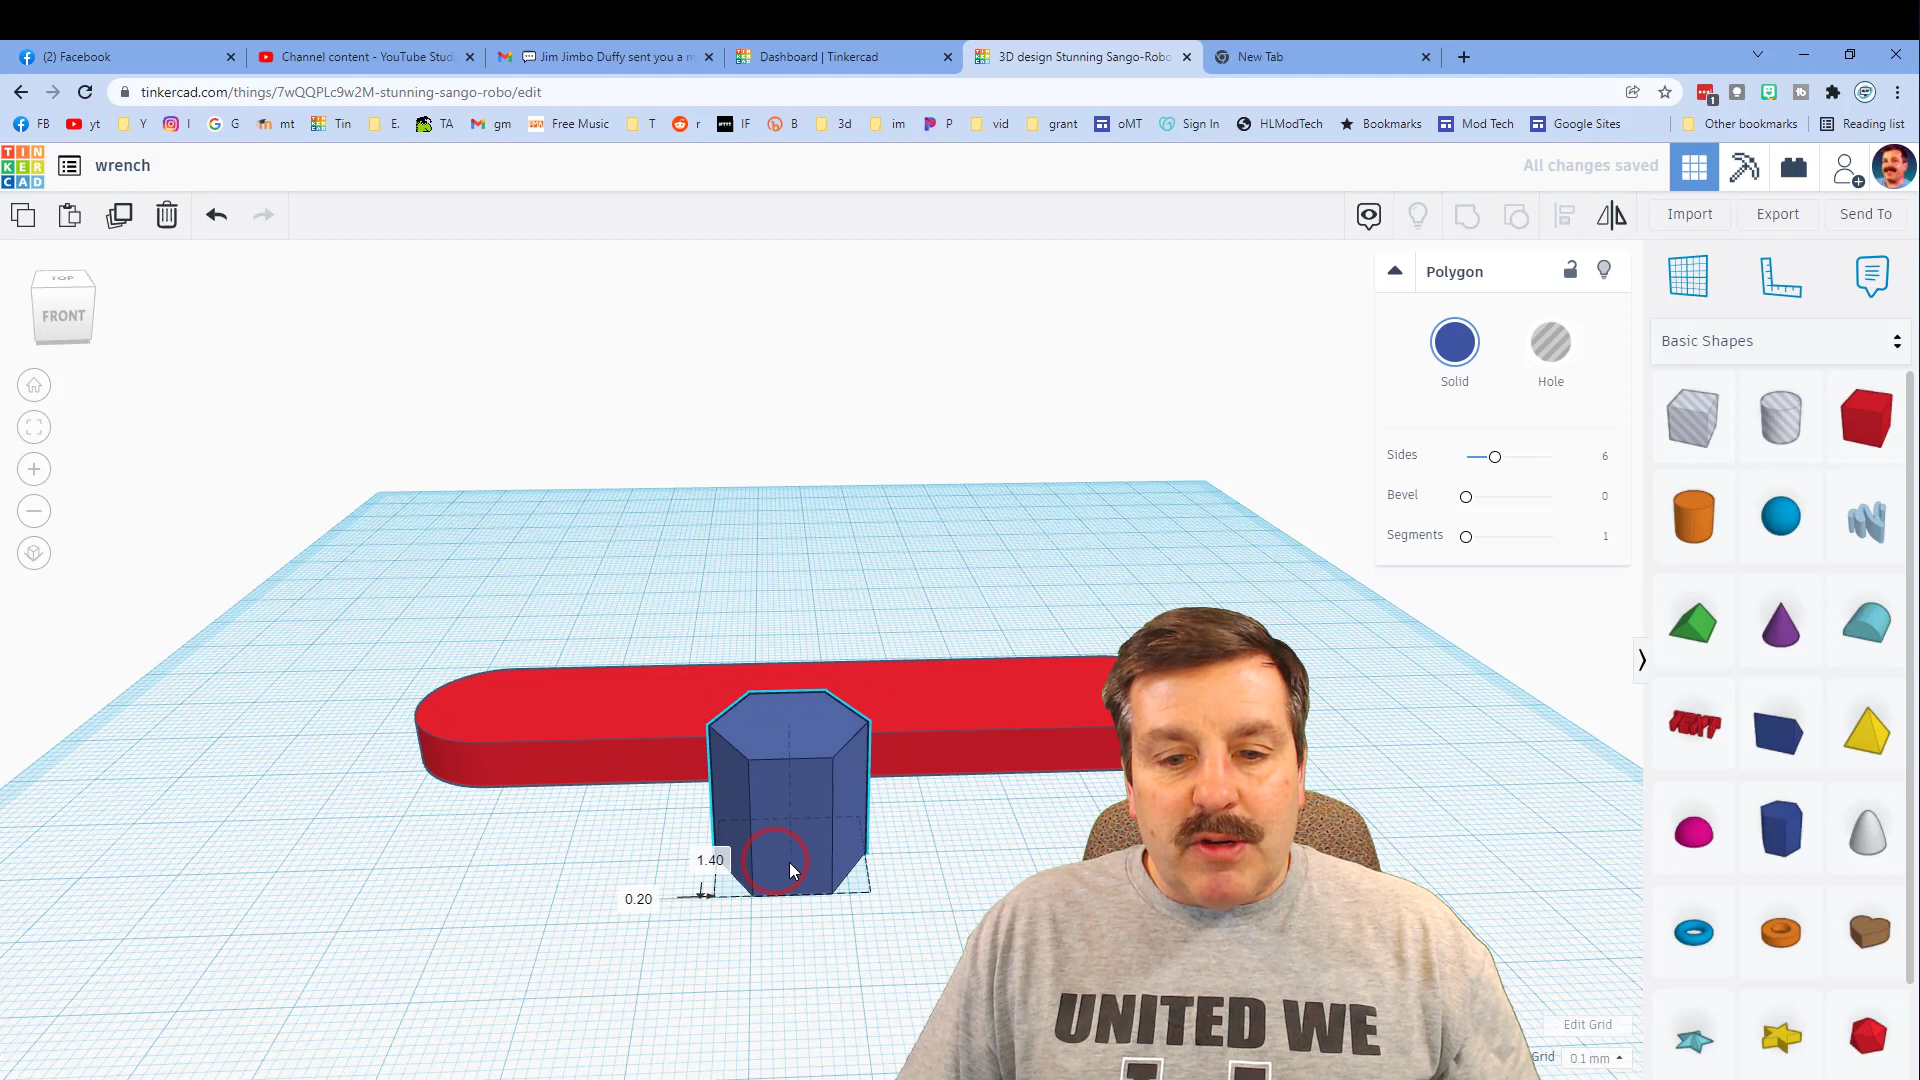 (2) Facebook
Channel content - YouTube Stud
Jim Jimbo Duffy sent you a m
Dashboard | Tinkercad
3D design Stunning Sango-Robo
New Tab
tinkercad.com/things/7wQQPLc9w2M-stunning-sango-robo/edit
1
FB
yt
Y
I
G
mt
Tin
E.
TA
gm
Free Music
T
r
IF
B
3d
im
P
vid
grant
oMT
Sign In
HLModTech
Bookmarks
Mod Tech
Google Sites
Other bookmarks
Reading list
TIN
KER
CAD
wrench
All changes saved
Import
Export
Send To
TOP
FRONT
Polygon
Solid
Hole
Sides
6
Bevel
0
Segments
1
Basic Shapes
TEXT
1.40
0.20
UNITED WE
Edit Grid
Grid
0.1 mm